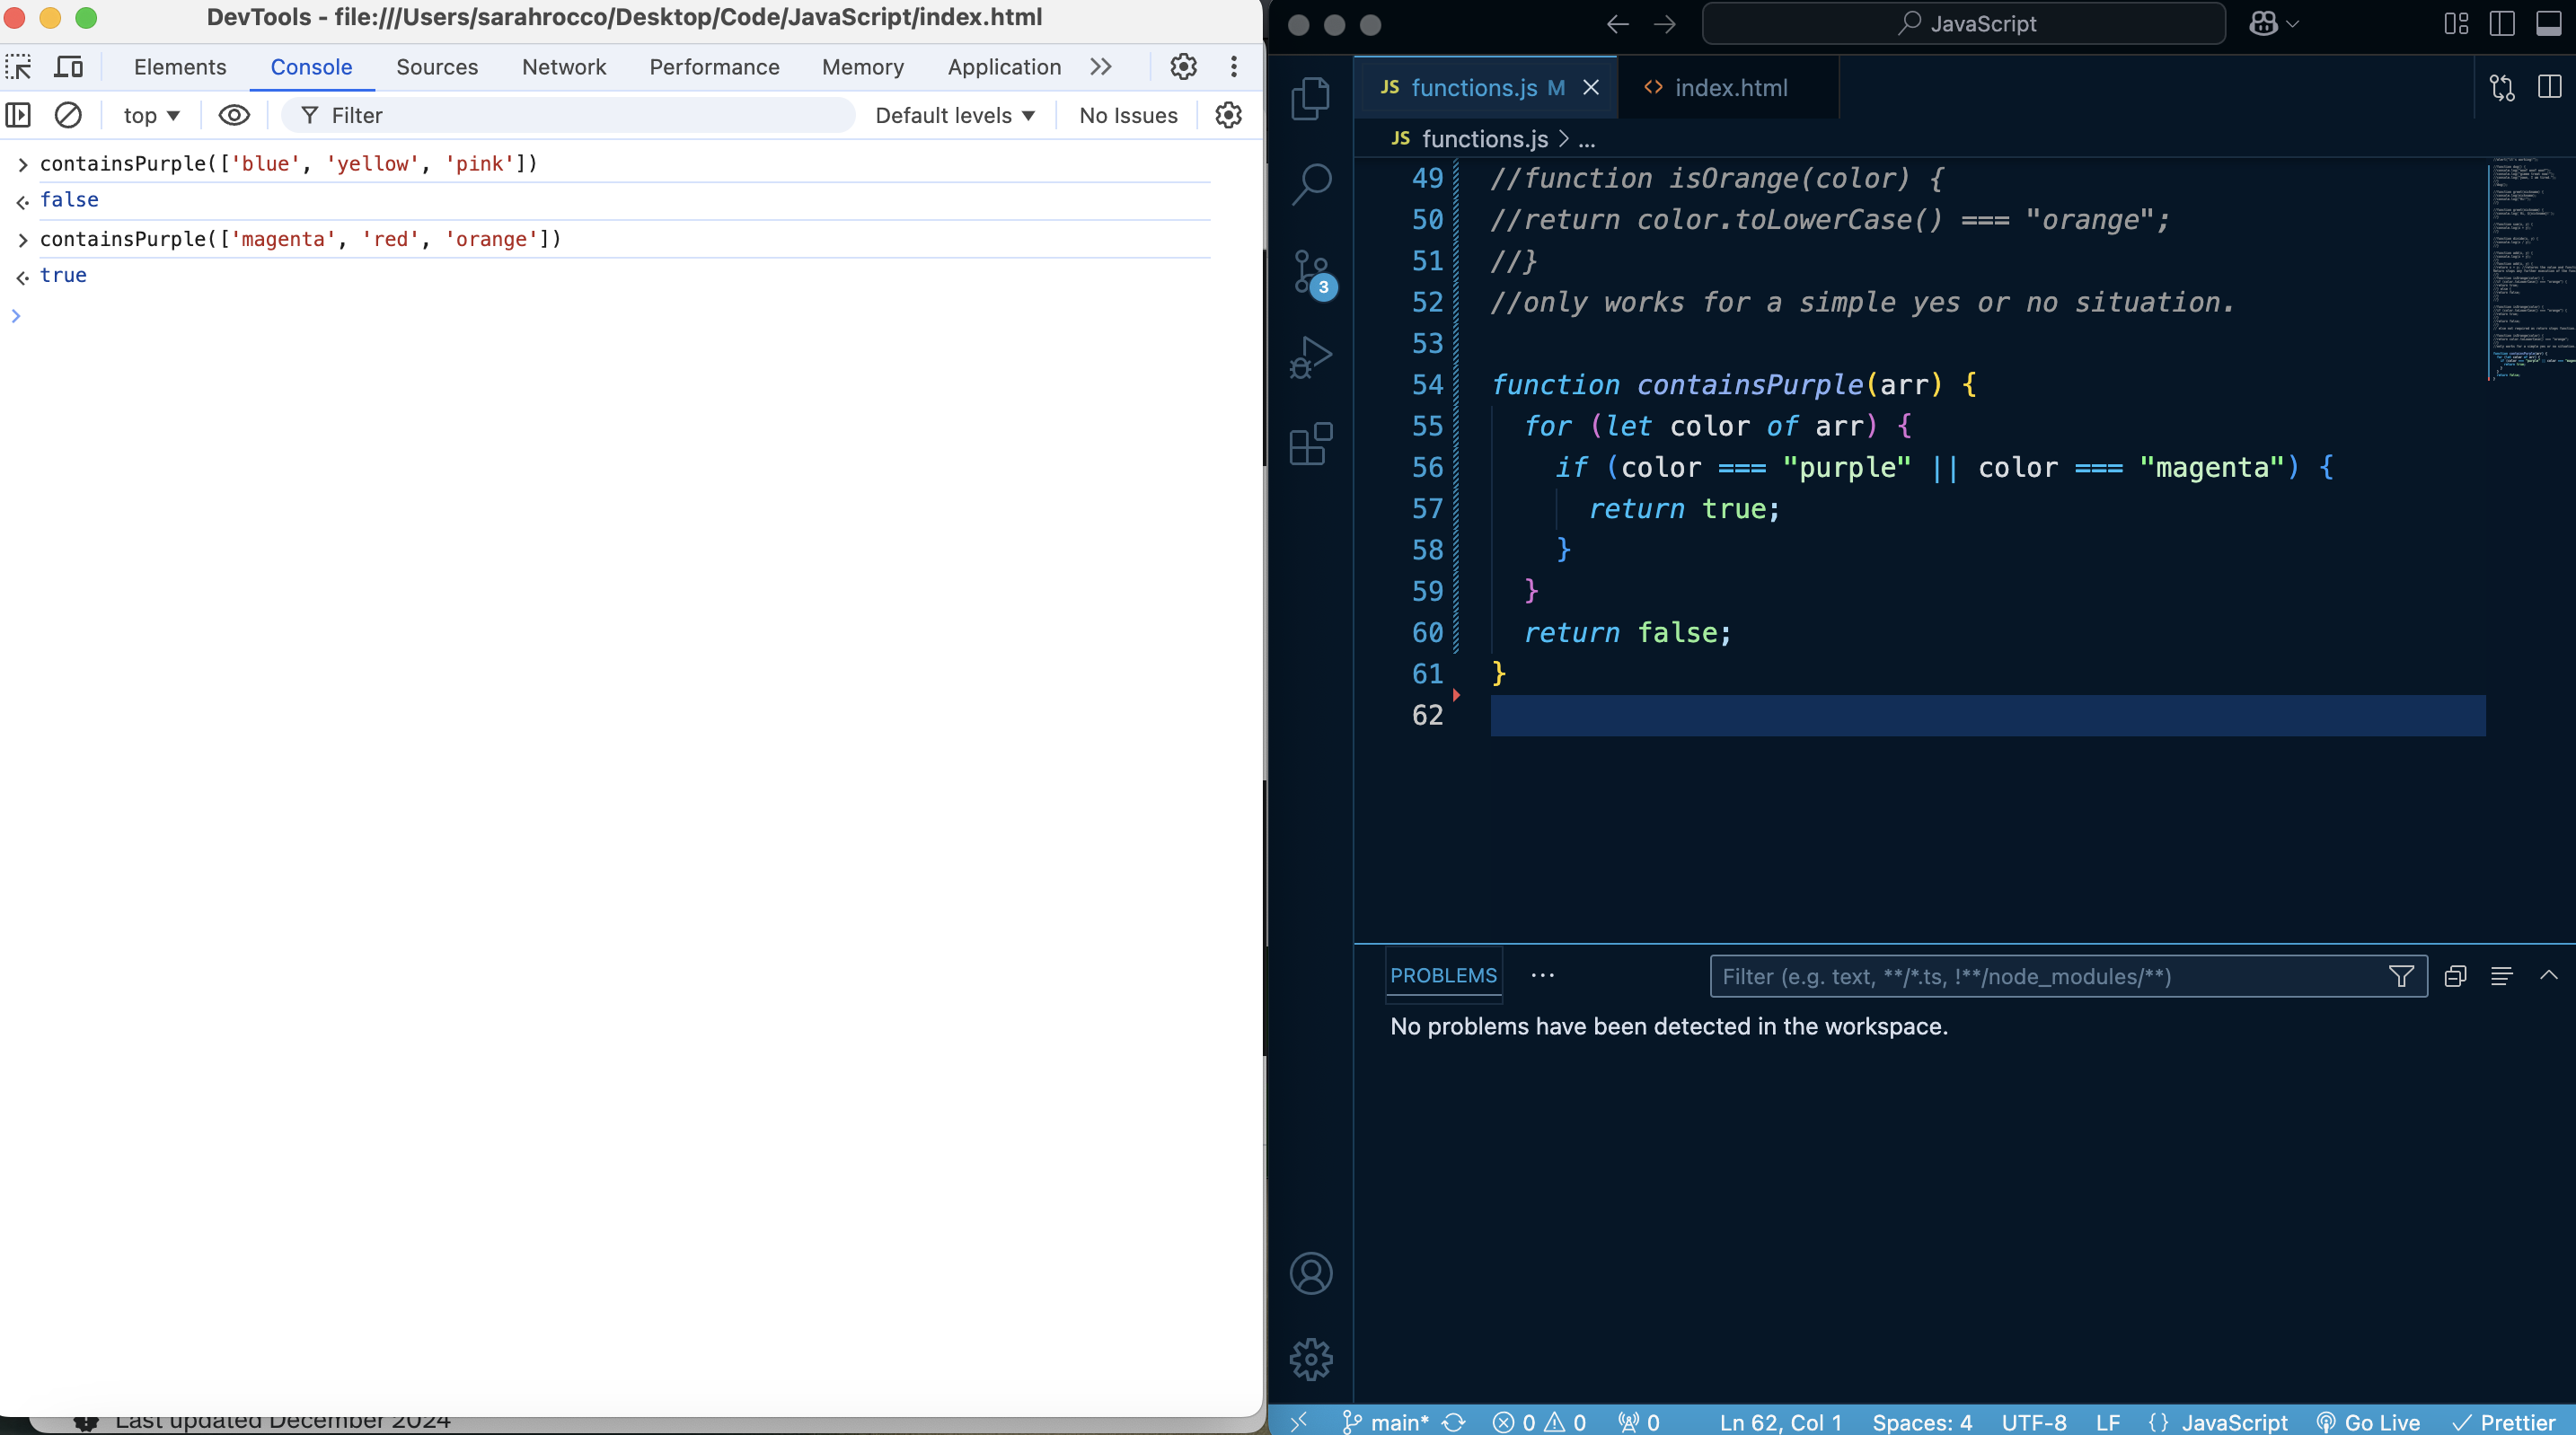 DevTools - file:///Users/sarahrocco/Desktop/Code/JavaScript/index.html
Elements Console Sources Network Performance Memory Application
top ▼ Filter Default levels ▼ No Issues
> containsPurple(['blue', 'yellow', 'pink'])
false
> containsPurple(['magenta', 'red', 'orange'])
true
>
Last updated December 2024
JavaScript
JS functions.js M index.html
JS functions.js > ...
3
49 //function isOrange(color) {
50 //return color.toLowerCase() === "orange";
51 //}
52 //only works for a simple yes or no situation.
53
54 function containsPurple(arr) {
55 for (let color of arr) {
56 if (color === "purple" || color === "magenta") {
57 return true;
58 }
59 }
60 return false;
61 }
62
PROBLEMS ... Filter (e.g. text, **/*.ts, !**/node_modules/**)
No problems have been detected in the workspace.
main* 0 0 0 Ln 62, Col 1 Spaces: 4 UTF-8 LF {} JavaScript Go Live Prettier